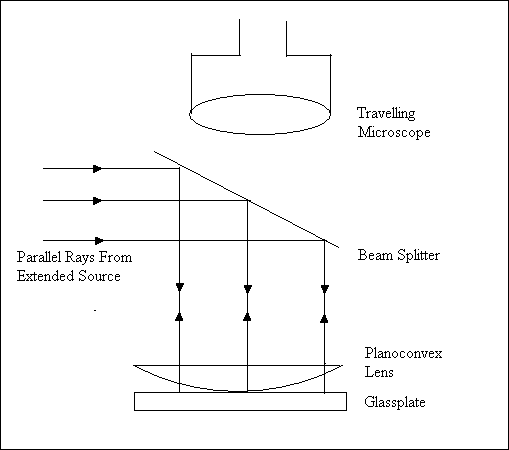 Travelling
Microscope
Parallel Rays From
Extended Source
Beam Splitter
Planoconvex
Lens
Glassplate